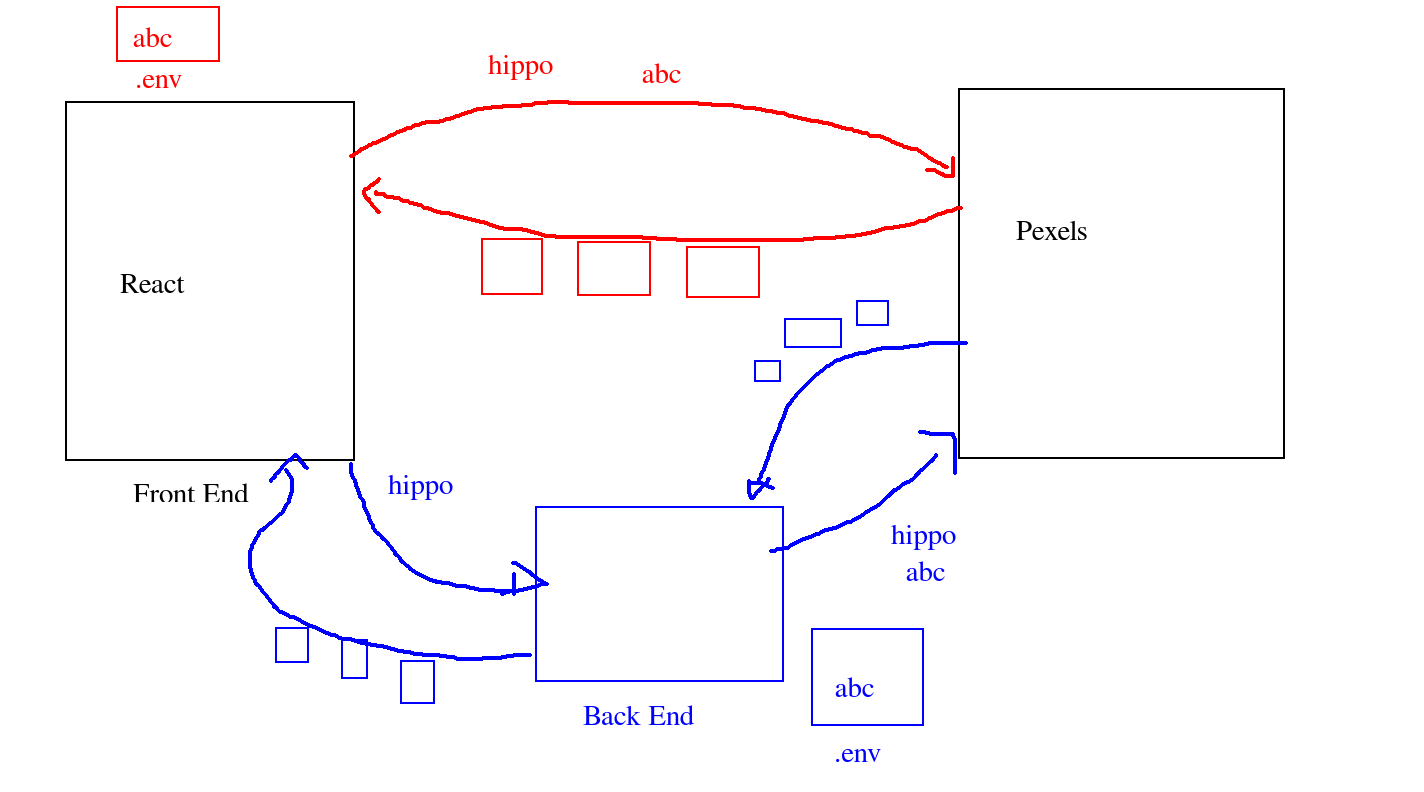 abc
.env
hippo
abc
React
Pexels
Front End
hippo
hippo
abc
Back End
abc
.env